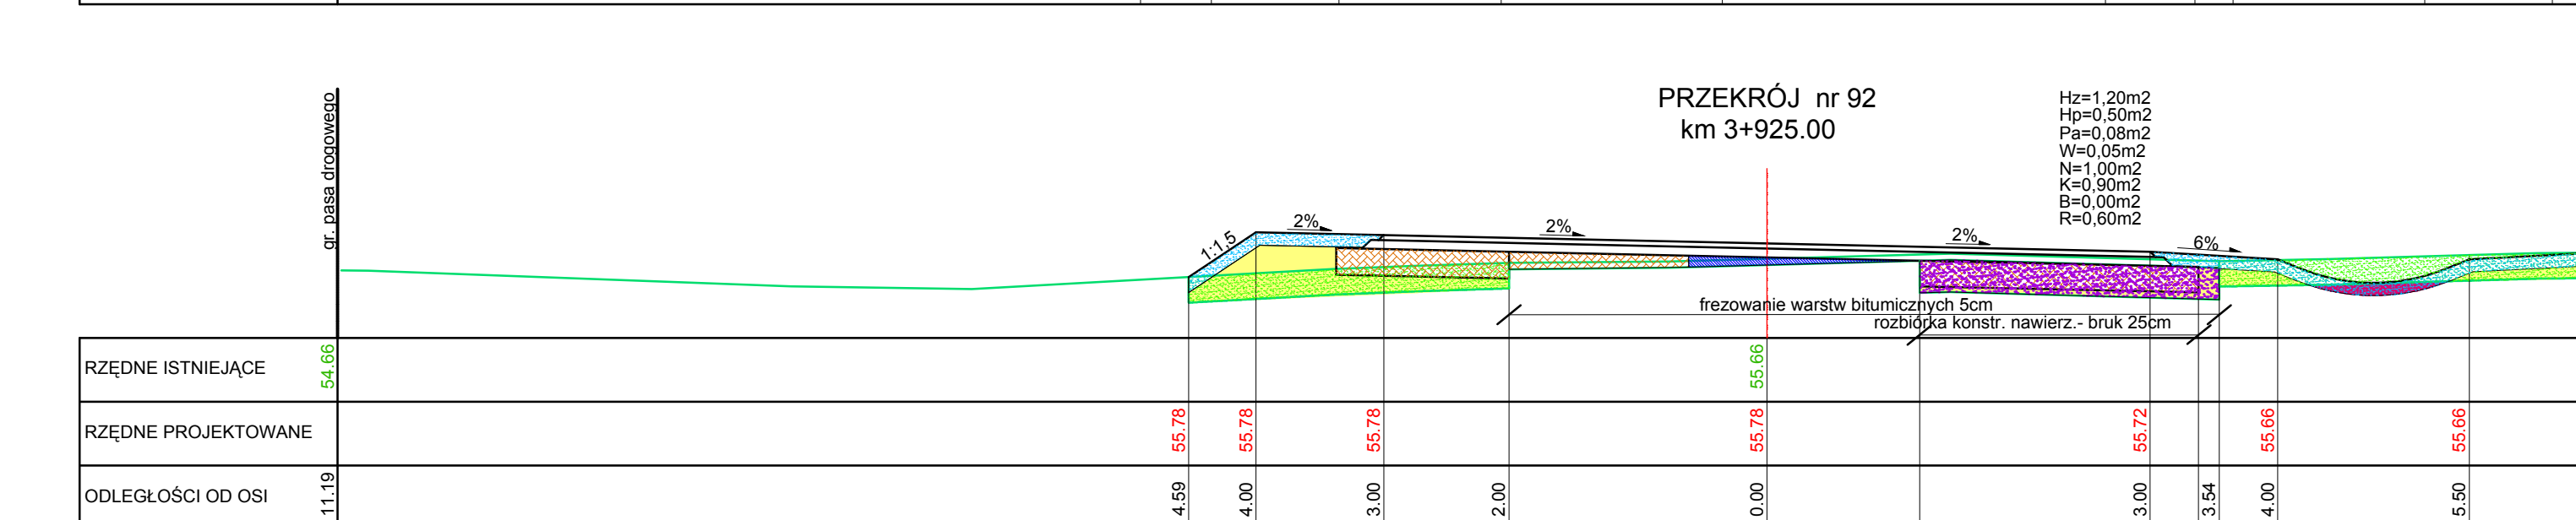 PRZEKRÓJ nr 92
km 3+925.00
Hz=1,20m2
Hp=0,50m2
Pa=0,08m2
W=0,05m2
N=1,00m2
K=0,90m2
B=0,00m2
R=0,60m2
gr. pasa drogowego
1:1,5
2%
2%
2%
6%
frezowanie warstw bitumicznych 5cm
rozbiórka konstr. nawierz.- bruk 25cm
RZĘDNE ISTNIEJĄCE 54.66 55.66
RZĘDNE PROJEKTOWANE 55.78 55.78 55.78 55.78 55.72 55.66 55.66
ODLEGŁOŚCI OD OSI 11.19 4.59 4.00 3.00 2.00 0.00 3.00 3.54 4.00 5.50